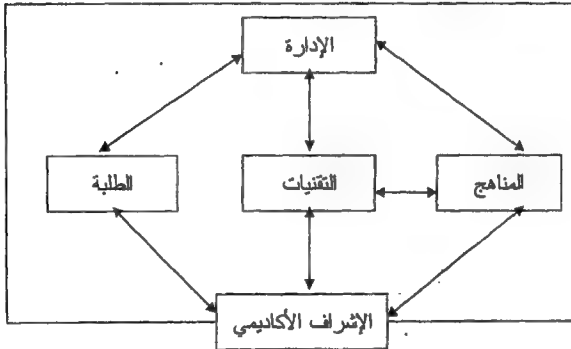 الإدارة
المناهج
التقنيات
الطلبة
الإشراف الأكاديمي